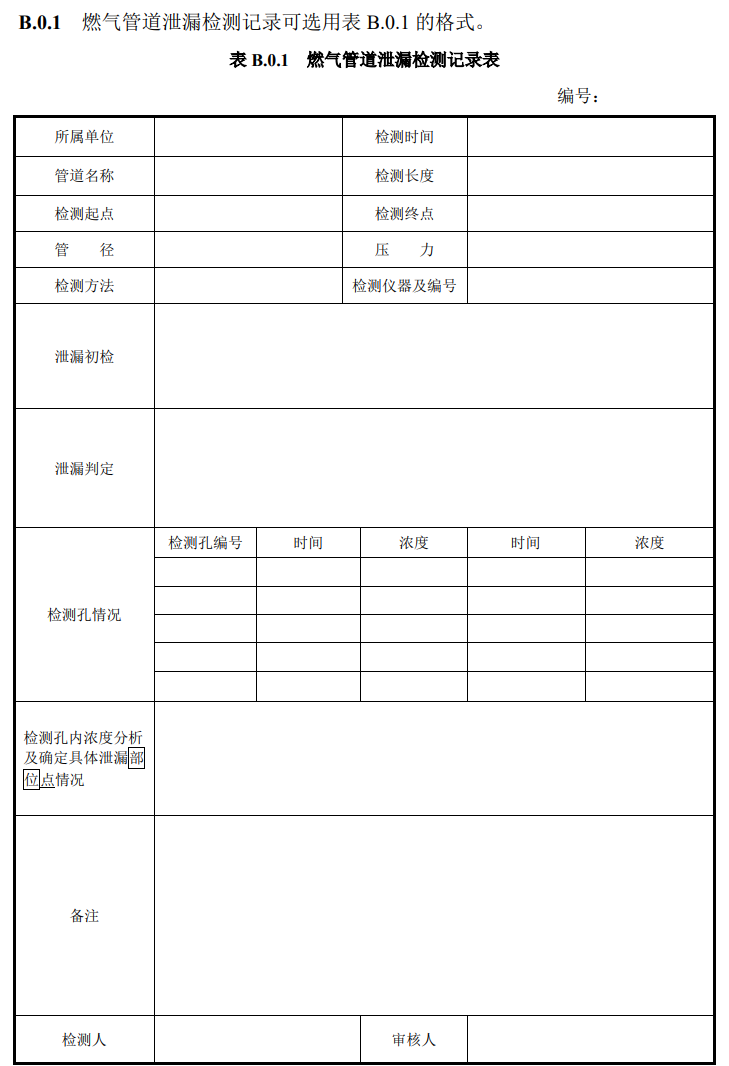 B.0.1 燃气管道泄漏检测记录可选用表 B.0.1 的格式。
表 B.0.1 燃气管道泄漏检测记录表
编号：
所属单位 检测时间
管道名称 检测长度
检测起点 检测终点
管 径 压 力
检测方法 检测仪器及编号
泄漏初检
泄漏判定
检测孔情况
检测孔编号 时间 浓度 时间 浓度
检测孔内浓度分析
及确定具体泄漏部
位点情况
备注
检测人 审核人